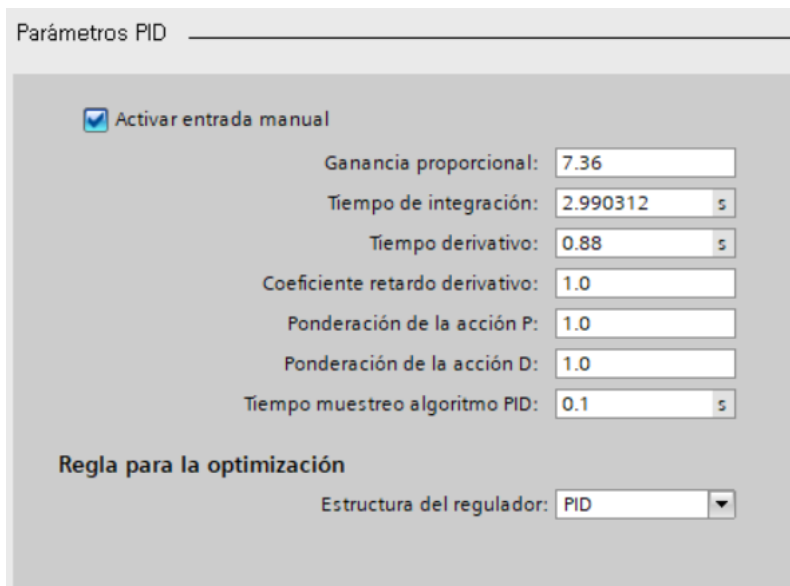 Parámetros PID
Activar entrada manual
Ganancia proporcional: 7.36
Tiempo de integración: 2.990312 s
Tiempo derivativo: 0.88 s
Coeficiente retardo derivativo: 1.0
Ponderación de la acción P: 1.0
Ponderación de la acción D: 1.0
Tiempo muestreo algoritmo PID: 0.1 s
Regla para la optimización
Estructura del regulador: PID